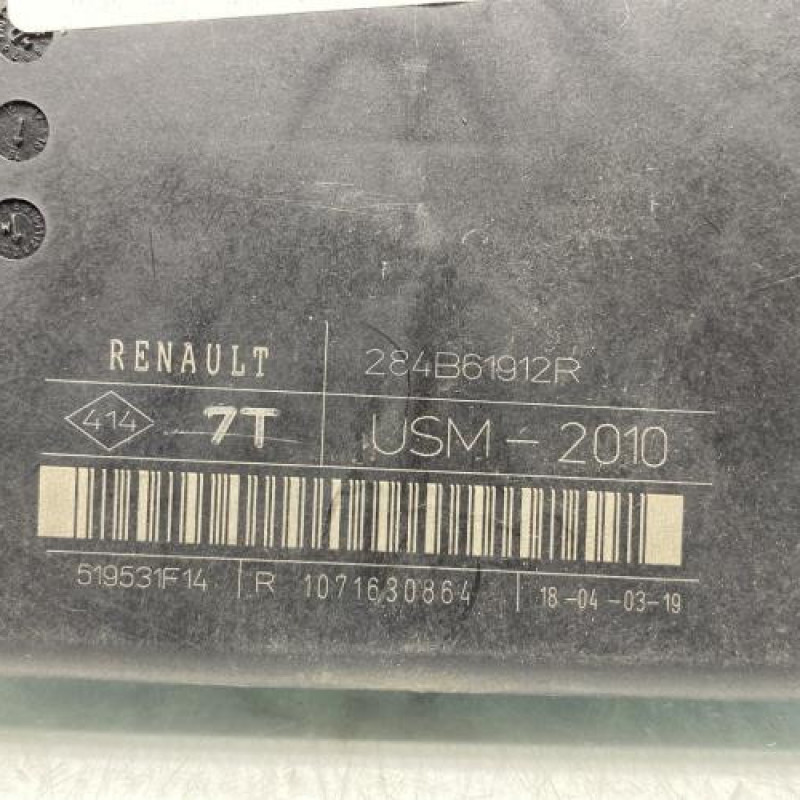 RENAULT 284B61912R
414 7T USM-2010
519531F14 R 1071630864 18-04-03-19